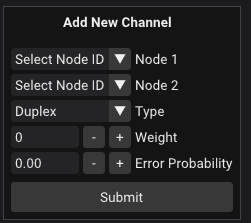 Add New Channel
Select Node ID ▼ Node 1
Select Node ID ▼ Node 2
Duplex ▼ Type
0 - + Weight
0.00 - + Error Probability
Submit